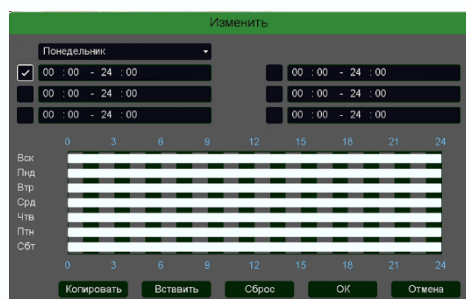 Изменить
Понедельник
00 :00 - 24 :00 00 :00 - 24 :00
00 :00 - 24 :00 00 :00 - 24 :00
00 :00 - 24 :00 00 :00 - 24 :00
0 3 6 9 12 15 18 21 24
Вск
Пнд
Втр
Срд
Чтв
Птн
Сбт
0 3 6 9 12 15 18 21 24
Копировать Вставить Сброс ОК Отмена